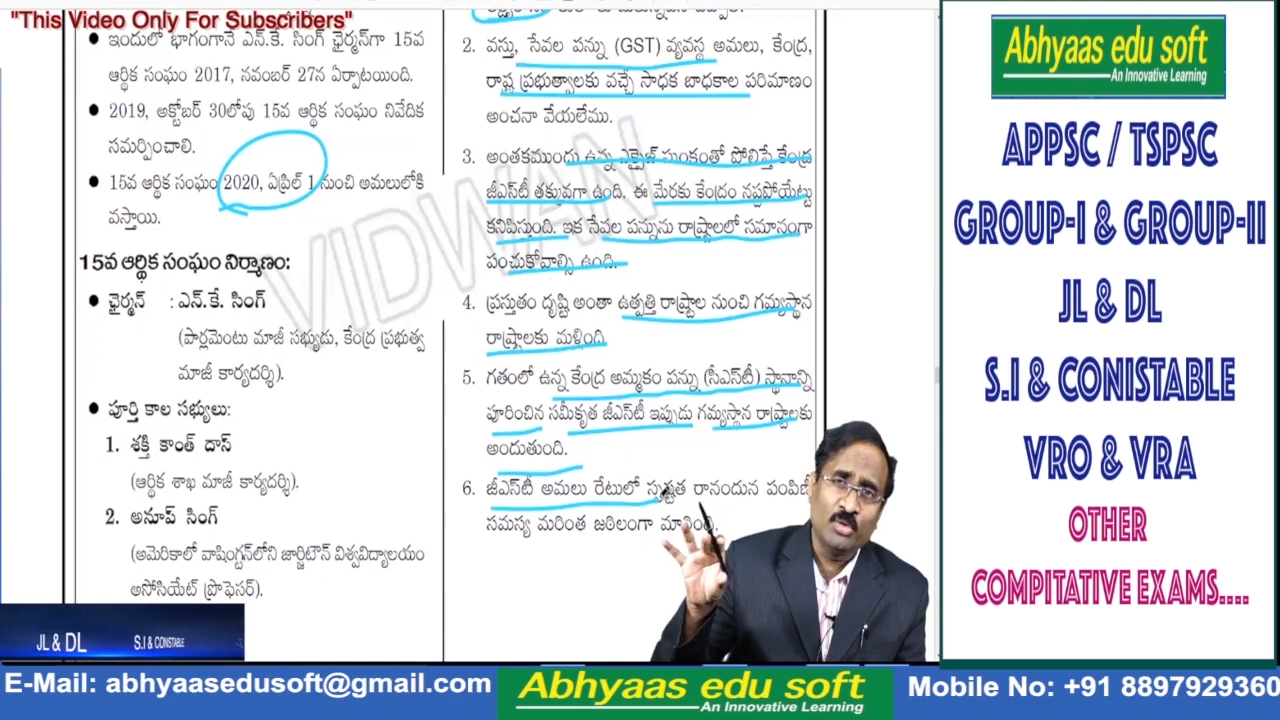 "This Video Only For Subscribers"
ఇందులో భాగంగానే ఎన్.కే. సింగ్ ఛైర్మన్‌గా 15వ
ఆర్థిక సంఘం 2017, నవంబర్ 27న ఏర్పాటయింది.
2019, అక్టోబర్ 30లోపు 15వ ఆర్థిక సంఘం నివేదిక
సమర్పించాలి.
15వ ఆర్థిక సంఘం 2020, ఏప్రిల్ 1 నుంచి అమలులోకి
వస్తాయి.
15వ ఆర్థిక సంఘం నిర్మాణం:
ఛైర్మన్ : ఎన్.కే. సింగ్
(పార్లమెంటు మాజీ సభ్యుడు, కేంద్ర ప్రభుత్వ
మాజీ కార్యదర్శి).
పూర్తి కాల సభ్యులు:
1. శక్తి కాంత్ దాస్
(ఆర్థిక శాఖ మాజీ కార్యదర్శి).
2. అనూప్ సింగ్
(అమెరికాలో వాషింగ్టన్‌లోని జార్జిటౌన్ విశ్వవిద్యాలయం
అసోసియేట్ ప్రొఫెసర్).
2. వస్తు, సేవల పన్ను (GST) వ్యవస్థ అమలు, కేంద్ర,
రాష్ట్ర ప్రభుత్వాలకు వచ్చే సాధక బాధకాల పరిమాణం
అంచనా వేయలేము.
3. అంతకముందు ఉన్న ఎక్సైజ్ సుంకంతో పోలిస్తే కేంద్ర
జీఎస్‌టీ తక్కువగా ఉంది. ఈ మేరకు కేంద్రం నష్టపోయేట్టు
కనిపిస్తుంది. ఇక సేవల పన్నును రాష్ట్రాలలో సమానంగా
పంచుకోవాల్సి ఉంది.
4. ప్రస్తుతం దృష్టి అంతా ఉత్పత్తి రాష్ట్రాల నుంచి గమ్యస్థాన
రాష్ట్రాలకు మళ్లింది
5. గతంలో ఉన్న కేంద్ర అమ్మకం పన్ను (సీఎస్‌టీ) స్థానాన్ని
పూరించిన సమీకృత జీఎస్‌టీ ఇప్పుడు గమ్యస్థాన రాష్ట్రాలకు
అందుతుంది.
6. జీఎస్‌టీ అమలు రేటులో స్పష్టత రానందున పంపిణీ
సమస్య మరింత జఠిలంగా మారింది.
VIDWAN
Abhyaas edu soft
An Innovative Learning
APPSC / TSPSC
GROUP-I & GROUP-II
JL & DL
S.I & CONISTABLE
VRO & VRA
OTHER
COMPITATIVE EXAMS....
JL & DL S.I & CONSTABLE
E-Mail: abhyaasedusoft@gmail.com
Abhyaas edu soft
An Innovative Learning
Mobile No: +91 8897929360